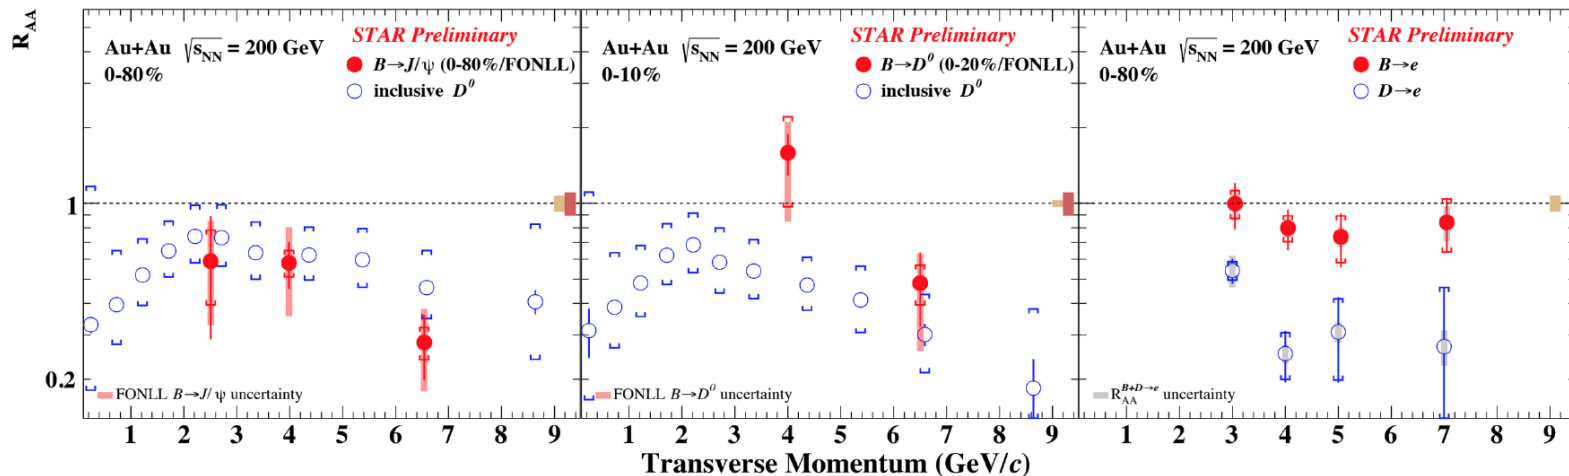 R_AA
Au+Au √s_NN = 200 GeV
0-80%
STAR Preliminary
B→J/ψ (0-80%/FONLL)
inclusive D⁰
FONLL B→J/ψ uncertainty
Au+Au √s_NN = 200 GeV
0-10%
STAR Preliminary
B→D⁰ (0-20%/FONLL)
inclusive D⁰
FONLL B→D⁰ uncertainty
Au+Au √s_NN = 200 GeV
0-80%
STAR Preliminary
B→e
D→e
R_AA^B+D→e uncertainty
1
0.2
1 2 3 4 5 6 7 8 9 1 2 3 4 5 6 7 8 9 1 2 3 4 5 6 7 8 9
Transverse Momentum (GeV/c)